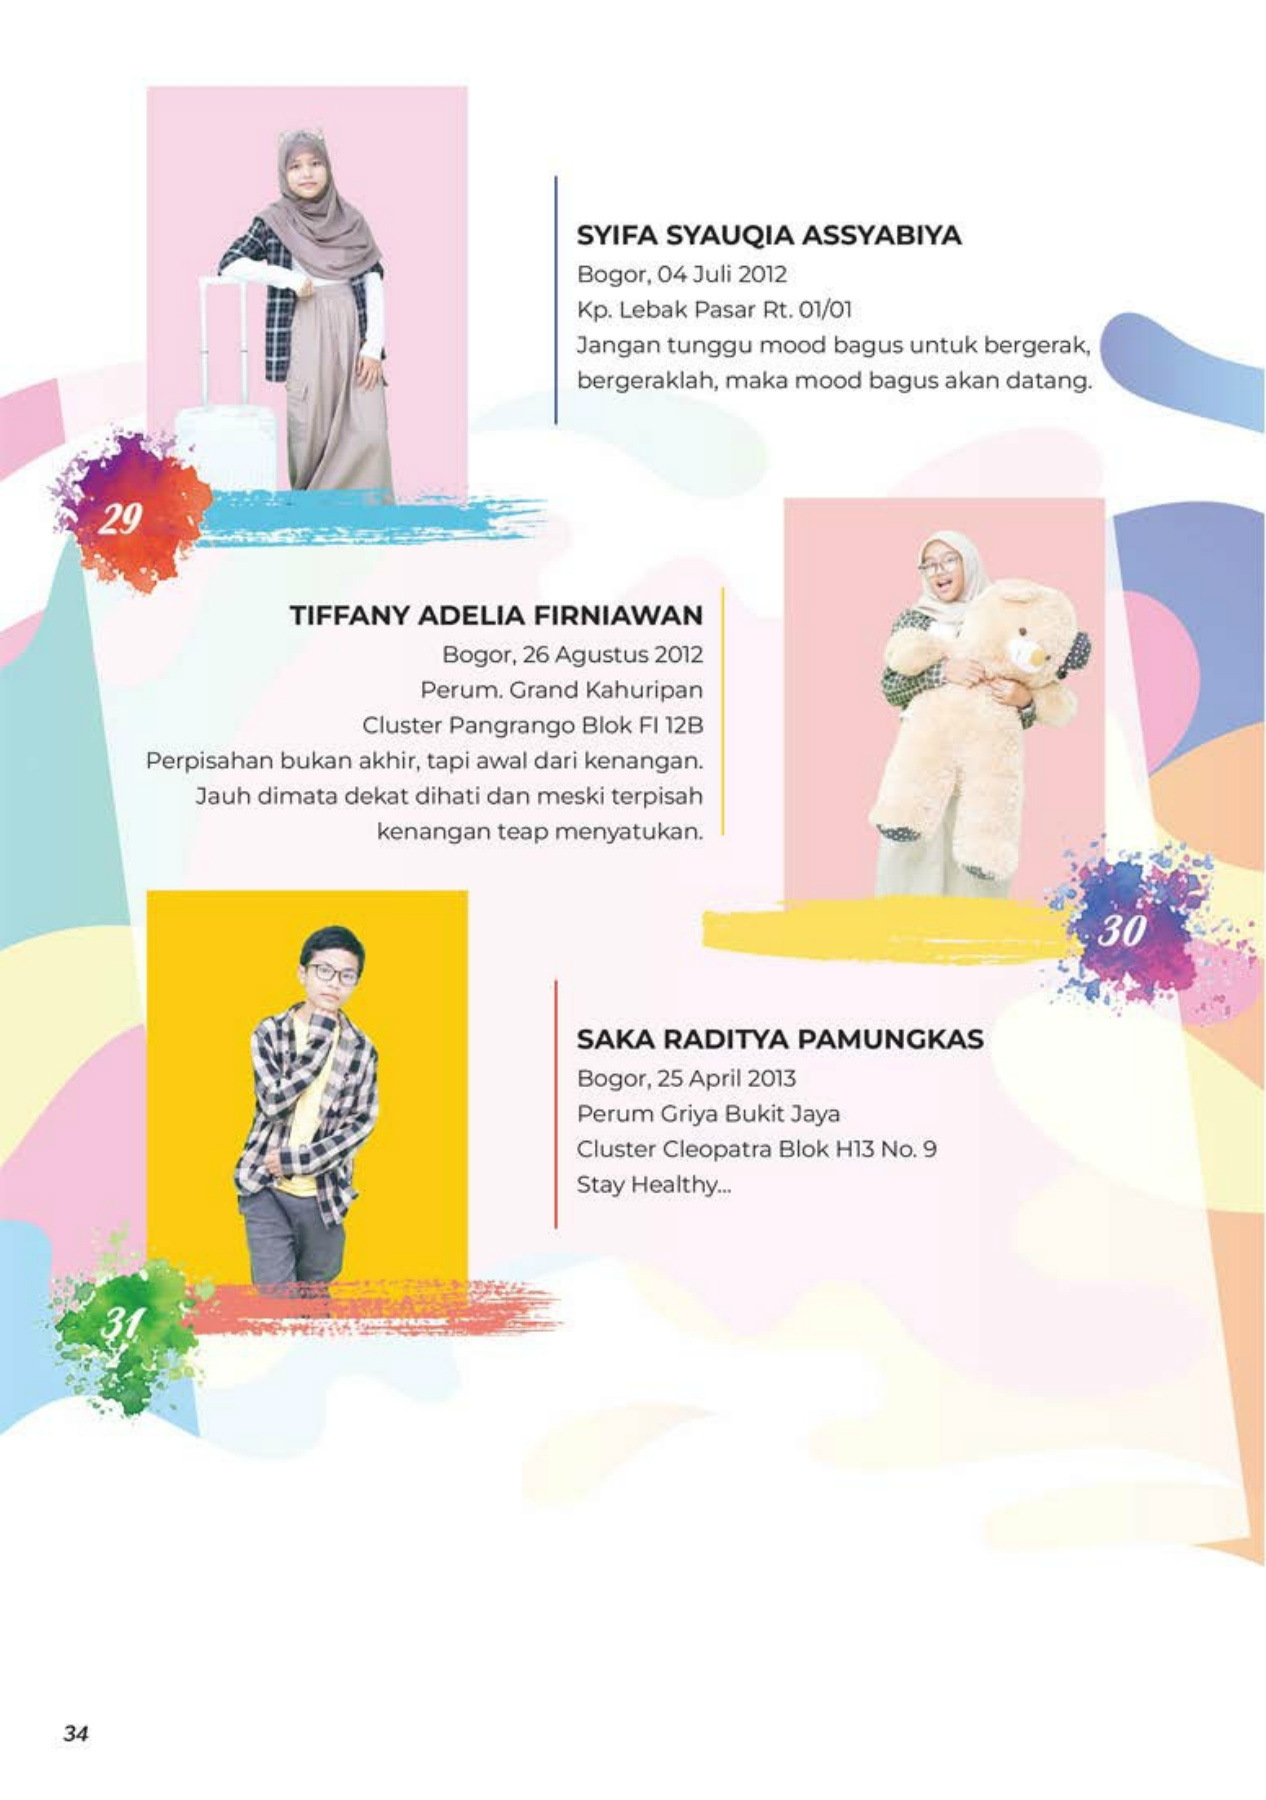 SYIFA SYAUQIA ASSYABIYA
Bogor, 04 Juli 2012
Kp. Lebak Pasar Rt. 01/01
Jangan tunggu mood bagus untuk bergerak,
bergeraklah, maka mood bagus akan datang.
29
TIFFANY ADELIA FIRNIAWAN
Bogor, 26 Agustus 2012
Perum. Grand Kahuripan
Cluster Pangrango Blok FI 12B
Perpisahan bukan akhir, tapi awal dari kenangan.
Jauh dimata dekat dihati dan meski terpisah
kenangan teap menyatukan.
30
SAKA RADITYA PAMUNGKAS
Bogor, 25 April 2013
Perum Griya Bukit Jaya
Cluster Cleopatra Blok H13 No. 9
Stay Healthy...
31
34